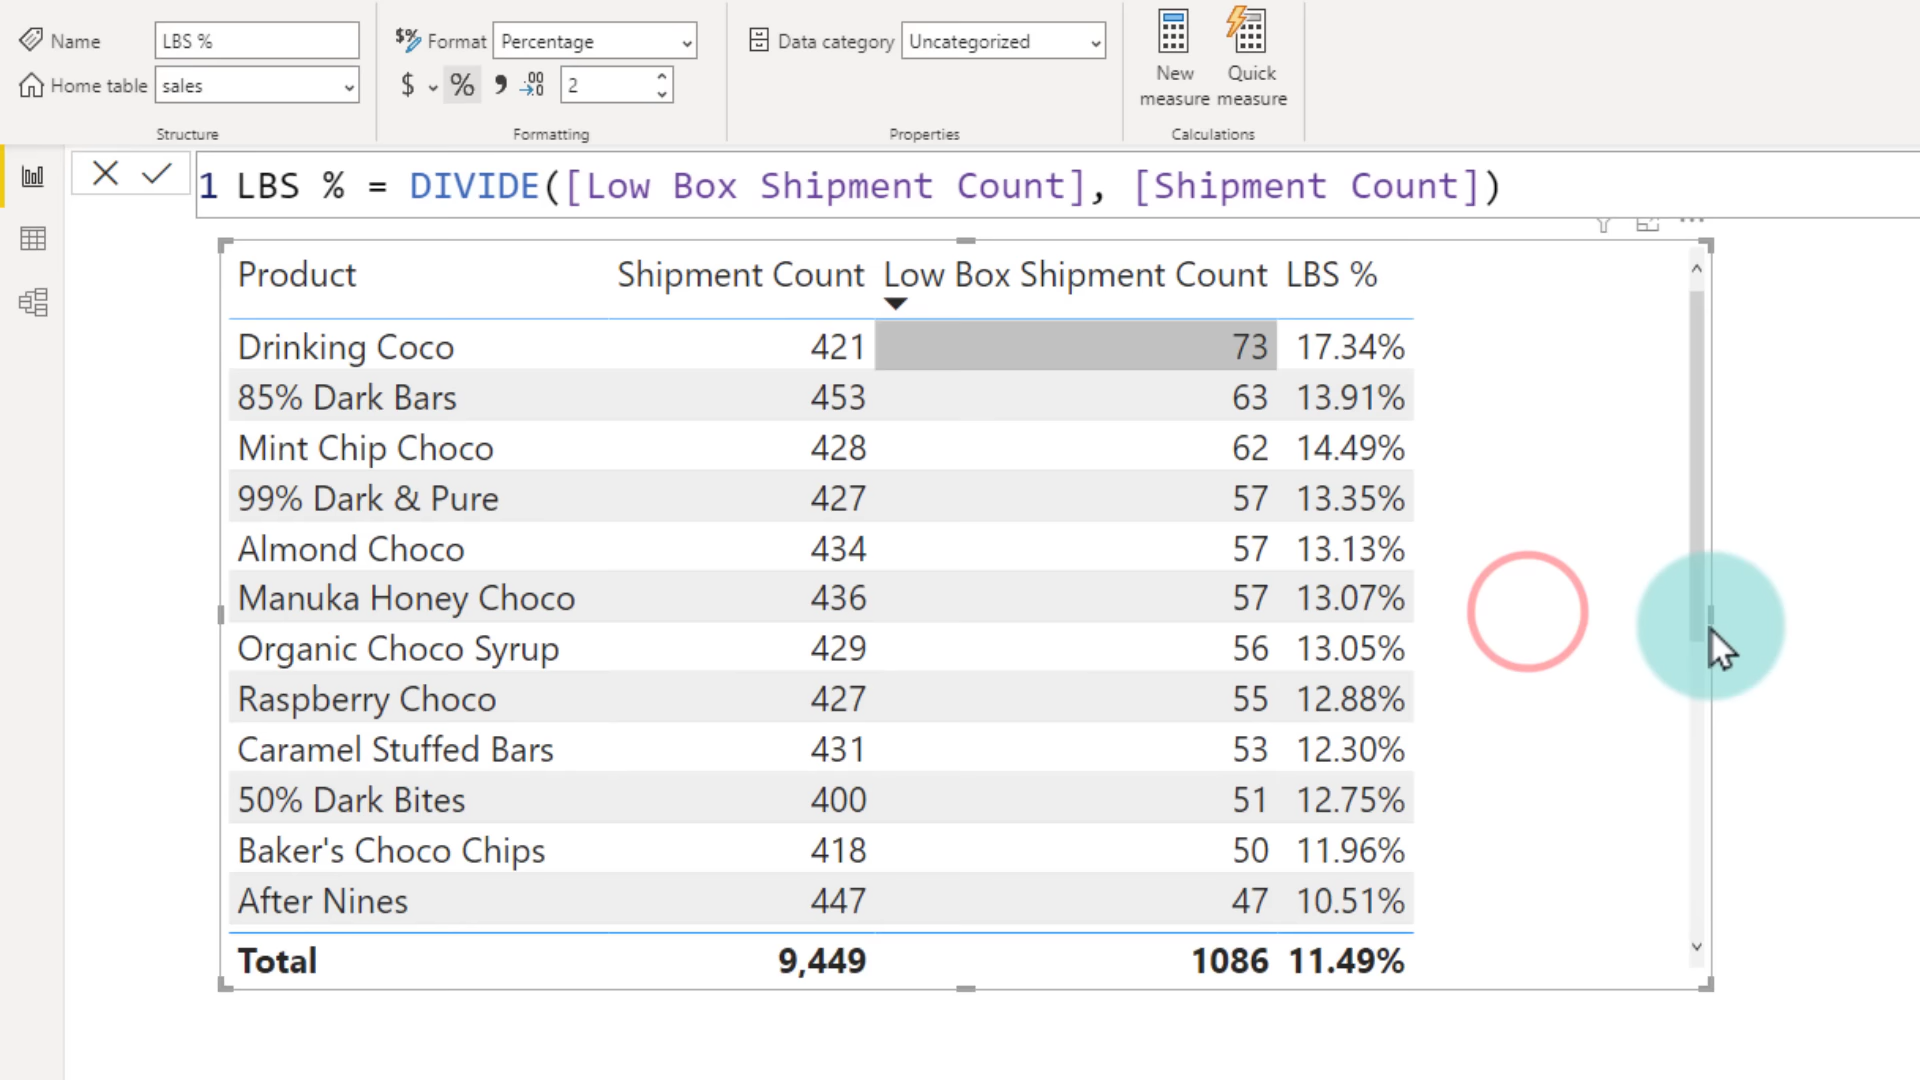 Name LBS % Format Percentage Data category Uncategorized
Home table sales $ % 2 New measure Quick measure
Structure Formatting Properties Calculations
1 LBS % = DIVIDE([Low Box Shipment Count], [Shipment Count])
Product Shipment Count Low Box Shipment Count LBS %
Drinking Coco 421 73 17.34%
85% Dark Bars 453 63 13.91%
Mint Chip Choco 428 62 14.49%
99% Dark & Pure 427 57 13.35%
Almond Choco 434 57 13.13%
Manuka Honey Choco 436 57 13.07%
Organic Choco Syrup 429 56 13.05%
Raspberry Choco 427 55 12.88%
Caramel Stuffed Bars 431 53 12.30%
50% Dark Bites 400 51 12.75%
Baker's Choco Chips 418 50 11.96%
After Nines 447 47 10.51%
Total 9,449 1086 11.49%